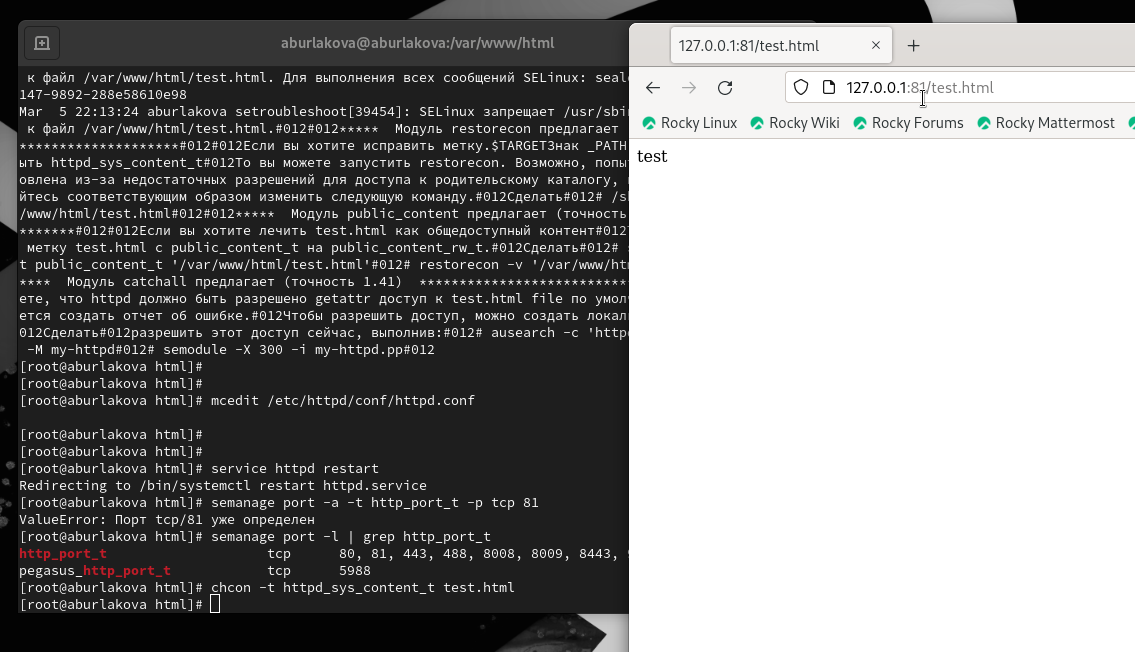 aburlakova@aburlakova:/var/www/html
к файл /var/www/html/test.html. Для выполнения всех сообщений SELinux: seale
147-9892-288e58610e98
Mar  5 22:13:24 aburlakova setroubleshoot[39454]: SELinux запрещает /usr/sbin
к файл /var/www/html/test.html.#012#012*****  Модуль restorecon предлагает
********************#012#012Если вы хотите исправить метку.$TARGETЗнак _PATH
ыть httpd_sys_content_t#012То вы можете запустить restorecon. Возможно, попы
овлена из-за недостаточных разрешений для доступа к родительскому каталогу,
йтесь соответствующим образом изменить следующую команду.#012Сделать#012# /s
/www/html/test.html#012#012*****  Модуль public_content предлагает (точность
*******#012#012Если вы хотите лечить test.html как общедоступный контент#012
метку test.html с public_content_t на public_content_rw_t.#012Сделать#012#
t public_content_t '/var/www/html/test.html'#012# restorecon -v '/var/www/ht
****  Модуль catchall предлагает (точность 1.41)  **************************
ете, что httpd должно быть разрешено getattr доступ к test.html file по умол
ется создать отчет об ошибке.#012Чтобы разрешить доступ, можно создать локал
012Сделать#012разрешить этот доступ сейчас, выполнив:#012# ausearch -c 'http
-M my-httpd#012# semodule -X 300 -i my-httpd.pp#012
[root@aburlakova html]#
[root@aburlakova html]#
[root@aburlakova html]# mcedit /etc/httpd/conf/httpd.conf
[root@aburlakova html]#
[root@aburlakova html]#
[root@aburlakova html]# service httpd restart
Redirecting to /bin/systemctl restart httpd.service
[root@aburlakova html]# semanage port -a -t http_port_t -p tcp 81
ValueError: Порт tcp/81 уже определен
[root@aburlakova html]# semanage port -l | grep http_port_t
http_port_t                    tcp      80, 81, 443, 488, 8008, 8009, 8443,
pegasus_http_port_t            tcp      5988
[root@aburlakova html]# chcon -t httpd_sys_content_t test.html
[root@aburlakova html]#
127.0.0.1:81/test.html
127.0.0.1:81/test.html
Rocky Linux Rocky Wiki Rocky Forums Rocky Mattermost
test